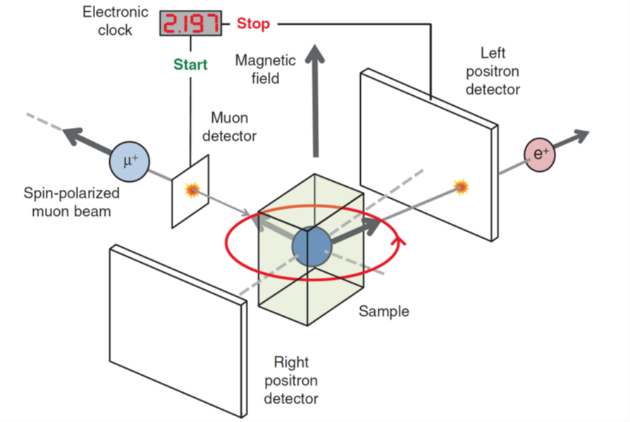 Electronic
clock
2.197
Stop
Start
Magnetic
field
Left
positron
detector
Muon
detector
μ+
e+
Spin-polarized
muon beam
Sample
Right
positron
detector